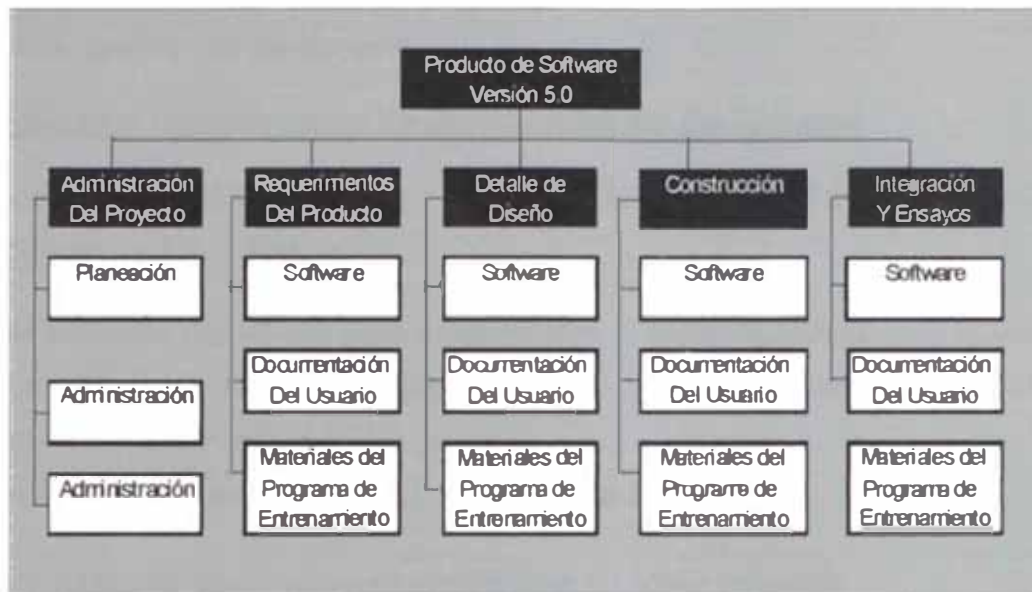 Producto de Software
Versión 5.0
Administración
Del Proyecto
Requerimientos
Del Producto
Detalle de
Diseño
Construcción
Integración
Y Ensayos
Planeación
Administración
Administración
Software
Documentación
Del Usuario
Materiales del
Programa de
Entrenamiento
Software
Documentación
Del Usuario
Materiales del
Programa de
Entrenamiento
Software
Documentación
Del Usuario
Materiales del
Programa de
Entrenamiento
Software
Documentación
Del Usuario
Materiales del
Programa de
Entrenamiento